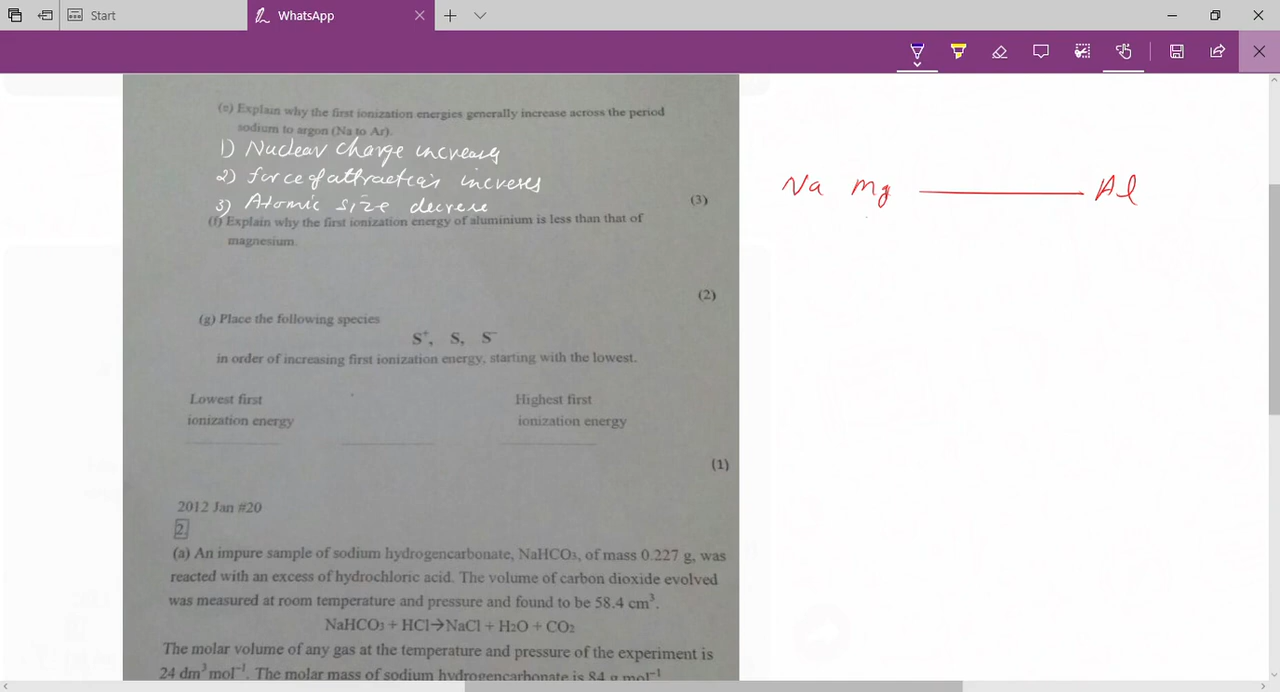 Start
WhatsApp
(e) Explain why the first ionization energies generally increase across the period
sodium to argon (Na to Ar).
1) Nuclear charge increases
2) force of attraction increses
3) Atomic size decrese
(3)
Na Mg ——— Al
(f) Explain why the first ionization energy of aluminium is less than that of
magnesium.
(2)
(g) Place the following species
S⁺, S, S⁻
in order of increasing first ionization energy, starting with the lowest.
Lowest first Highest first
ionization energy ionization energy
(1)
2012 Jan #20
2
(a) An impure sample of sodium hydrogencarbonate, NaHCO₃, of mass 0.227 g, was
reacted with an excess of hydrochloric acid. The volume of carbon dioxide evolved
was measured at room temperature and pressure and found to be 58.4 cm³.
NaHCO₃ + HCl→NaCl + H₂O + CO₂
The molar volume of any gas at the temperature and pressure of the experiment is
24 dm³ mol⁻¹. The molar mass of sodium hydrogencarbonate is 84 g mol⁻¹